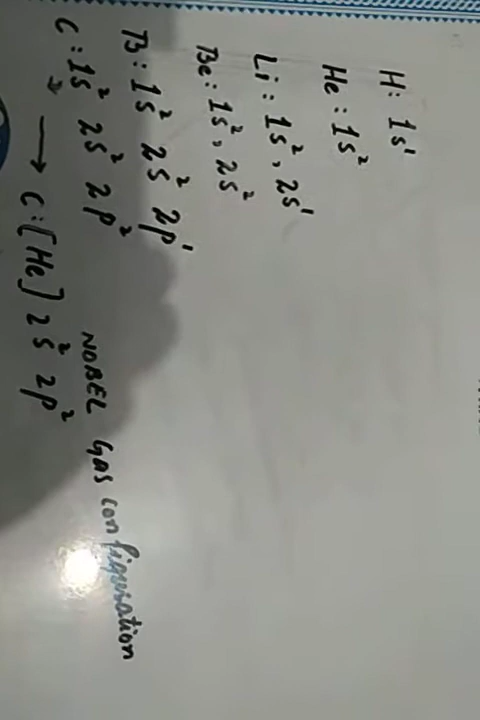 H: 1s¹
He: 1s²
Li: 1s², 2s¹
Be: 1s², 2s²
B: 1s² 2s² 2p¹
C: 1s² 2s² 2p² → C: [He] 2s² 2p²
NOBEL GAS configuration